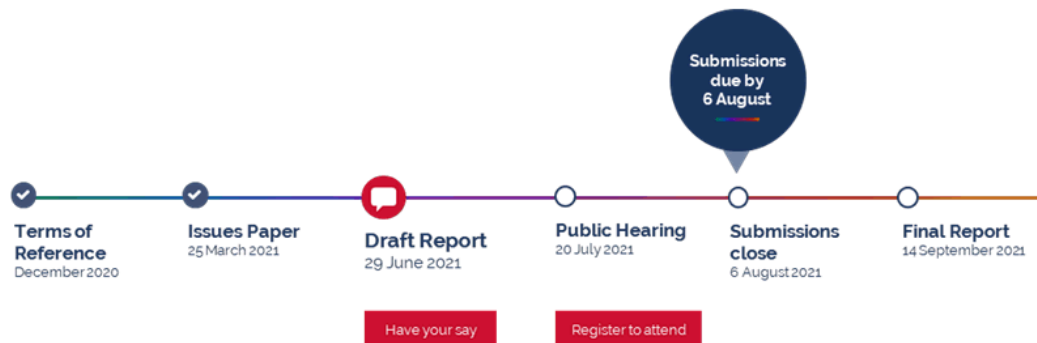 Submissions
due by
6 August
Terms of
Reference
December 2020
Issues Paper
25 March 2021
Draft Report
29 June 2021
Have your say
Public Hearing
20 July 2021
Register to attend
Submissions
close
6 August 2021
Final Report
14 September 2021